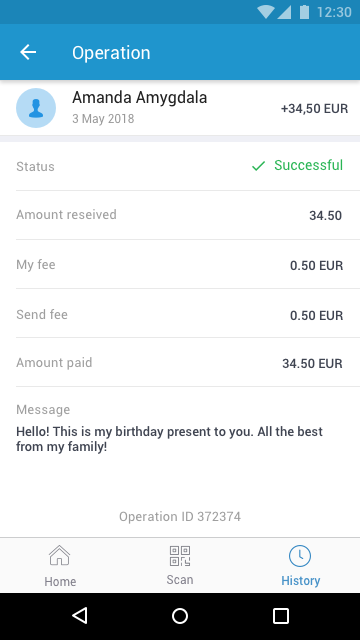 12:30
Operation
Amanda Amygdala
3 May 2018
+34,50 EUR
Status
Successful
Amount reseived
34.50
My fee
0.50 EUR
Send fee
0.50 EUR
Amount paid
34.50 EUR
Message
Hello! This is my birthday present to you. All the best
from my family!
Operation ID 372374
Home
Scan
History